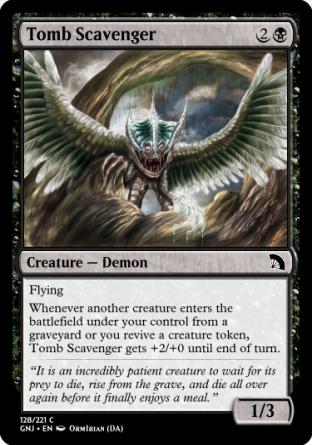 Tomb Scavenger 2
Creature — Demon
Flying
Whenever another creature enters the
battlefield under your control from a
graveyard or you revive a creature token,
Tomb Scavenger gets +2/+0 until end of turn.
“It is an incredibly patient creature to wait for its
prey to die, rise from the grave, and die all over
again before it finally enjoys a meal.”
1/3
128/221 C
GNJ • EN Ormirian (DA)